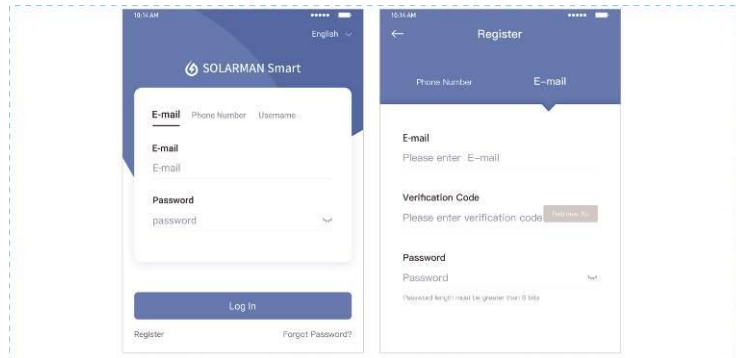 10:14 AM
English
SOLARMAN Smart
E-mail Phone Number Username
E-mail
E-mail
Password
password
Log In
Register Forgot Password?
10:14 AM
Register
Phone Number E-mail
E-mail
Please enter E-mail
Verification Code
Please enter verification code
Password
Password
Password length must be greater than 6 bits